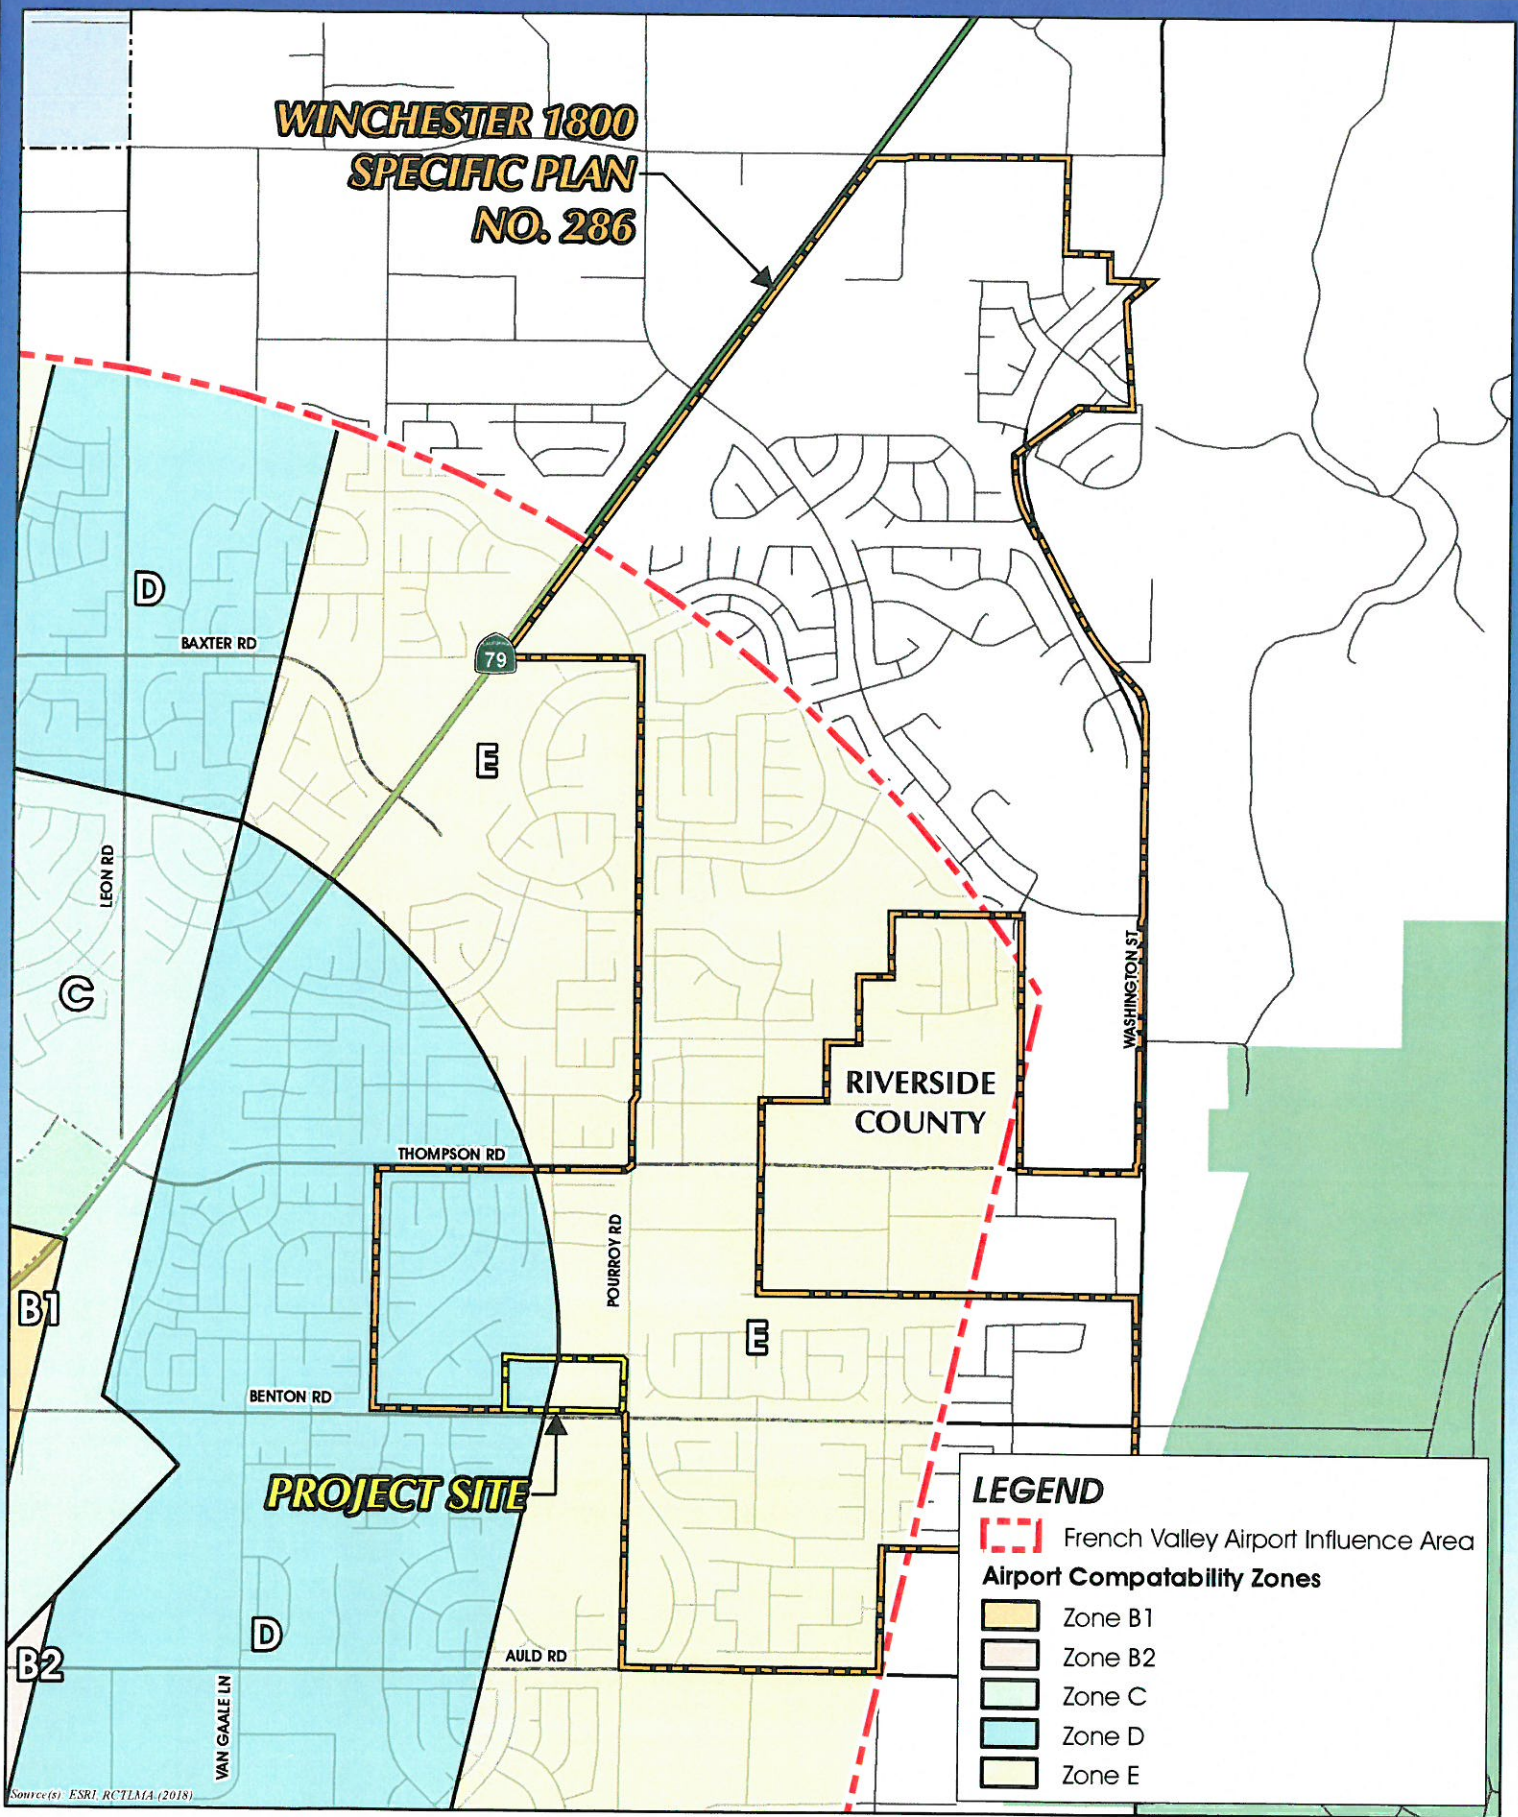 WINCHESTER 1800
SPECIFIC PLAN
NO. 286
D
BAXTER RD
79
E
LEON RD
C
WASHINGTON ST
RIVERSIDE
COUNTY
THOMPSON RD
POURROY RD
B1
E
BENTON RD
PROJECT SITE
D
B2
AULD RD
VAN GAALE LN
LEGEND
French Valley Airport Influence Area
Airport Compatability Zones
Zone B1
Zone B2
Zone C
Zone D
Zone E
Source(s) ESRI, RCTLMA (2018)